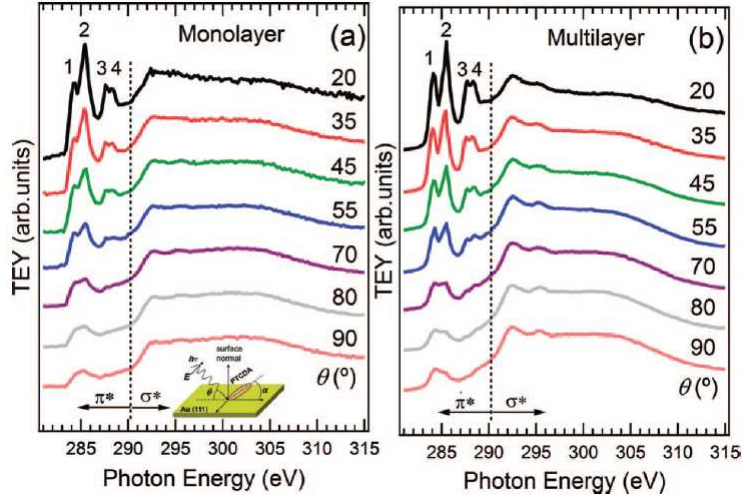 Monolayer (a)
2
1
3 4
20
35
45
55
70
80
90
θ (º)
π* σ*
hν
E
θ
surface
normal
PTCDA
α
Au (111)
TEY (arb.units)
285 290 295 300 305 310 315
Photon Energy (eV)
Multilayer (b)
2
1
3 4
20
35
45
55
70
80
90
θ (º)
π* σ*
TEY (arb.units)
285 290 295 300 305 310 315
Photon Energy (eV)